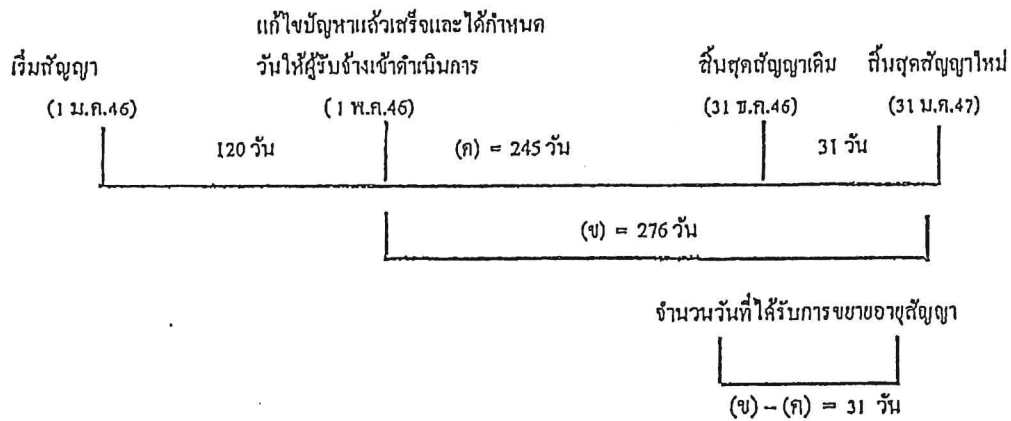 แก้ไขปัญหาแล้วเสร็จและได้กำหนด
เริ่มสัญญา วันให้ผู้รับจ้างเข้าดำเนินการ สิ้นสุดสัญญาเดิม สิ้นสุดสัญญาใหม่
(1 ม.ค.46) (1 พ.ค.46) (31 ธ.ค.46) (31 ม.ค.47)
120 วัน (ค) = 245 วัน 31 วัน
(ข) = 276 วัน
จำนวนวันที่ได้รับการขยายอายุสัญญา
(ข) – (ค) = 31 วัน